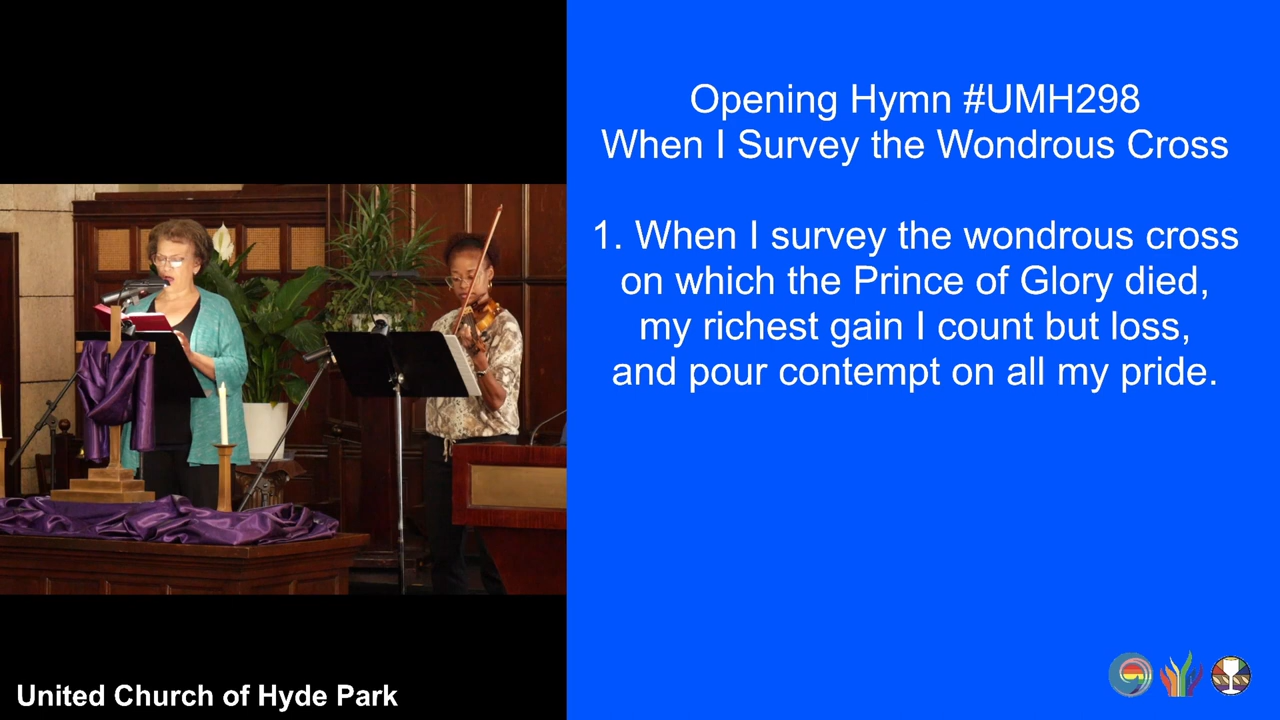 Opening Hymn #UMH298
When I Survey the Wondrous Cross
1. When I survey the wondrous cross
on which the Prince of Glory died,
my richest gain I count but loss,
and pour contempt on all my pride.
United Church of Hyde Park